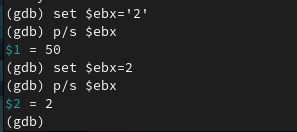 (gdb) set $ebx='2'
(gdb) p/s $ebx
$1 = 50
(gdb) set $ebx=2
(gdb) p/s $ebx
$2 = 2
(gdb)